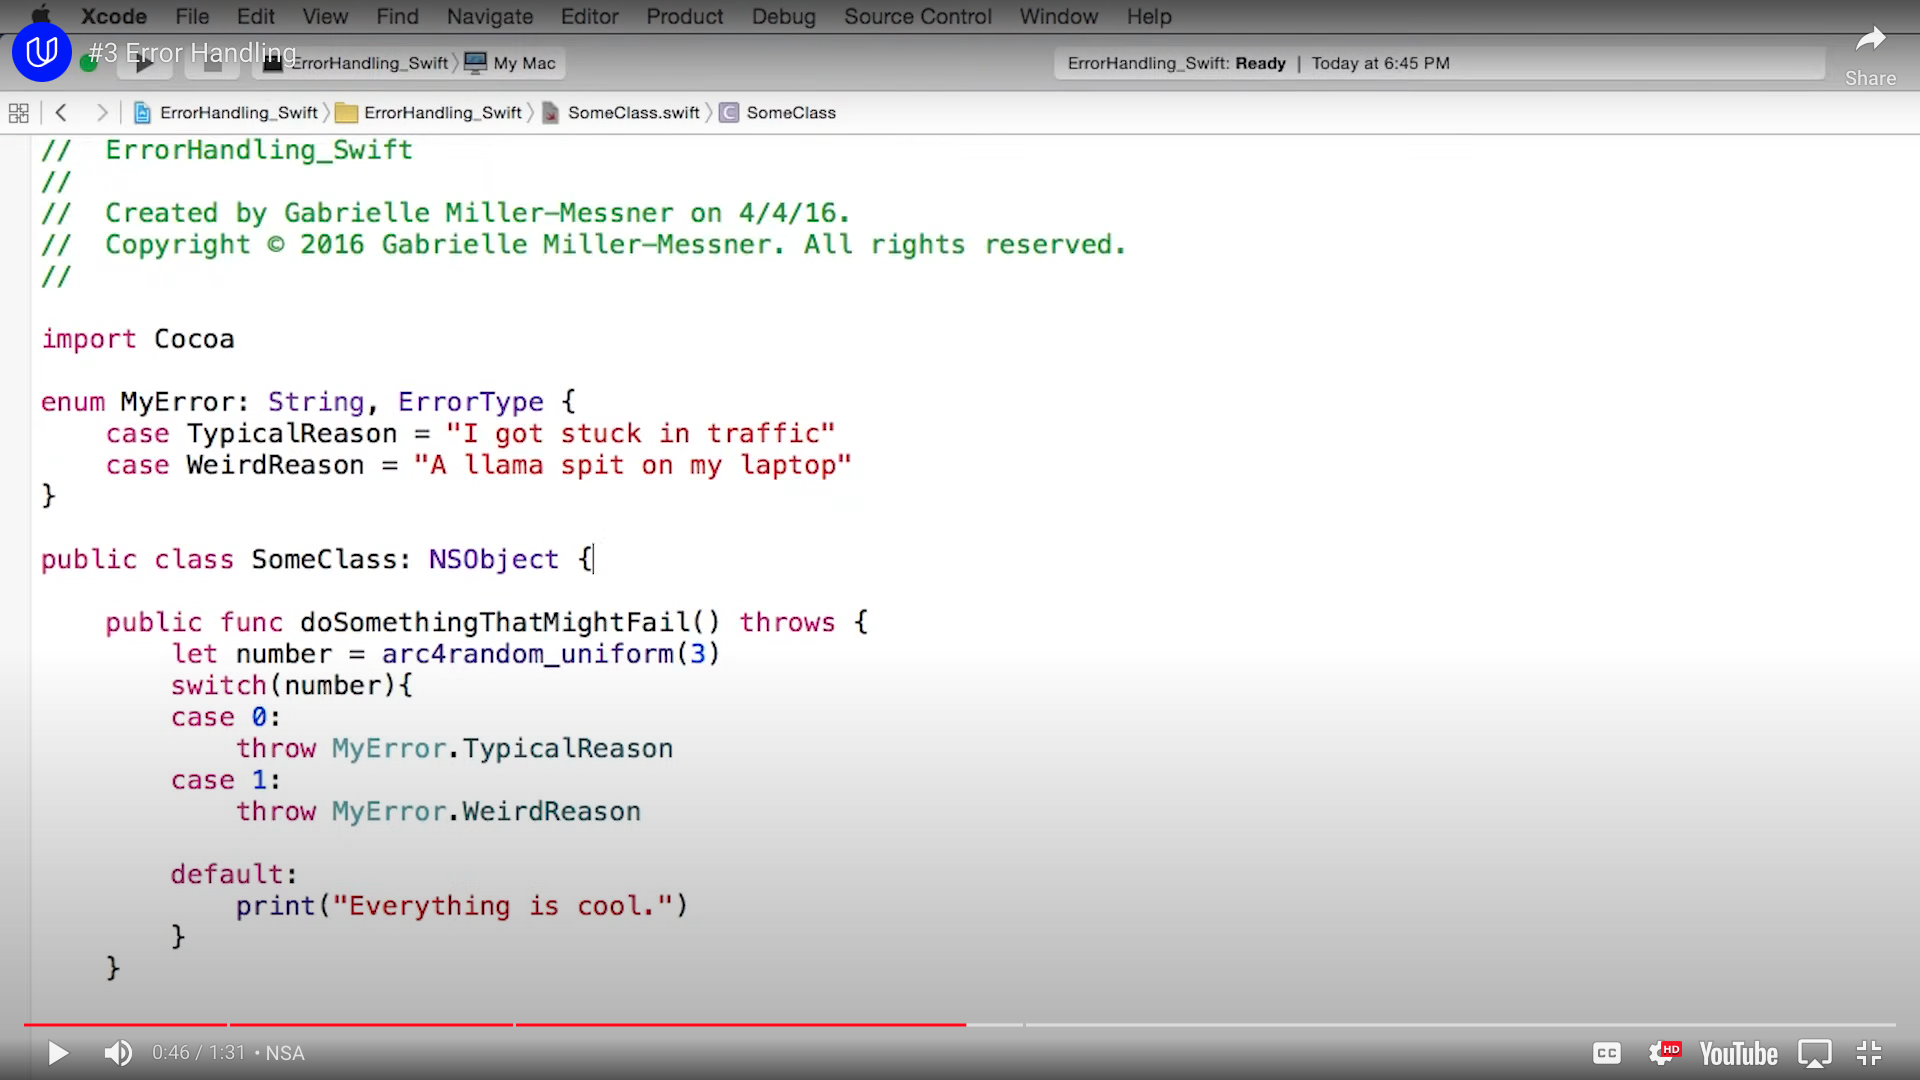 Xcode File Edit View Find Navigate Editor Product Debug Source Control Window Help
#3 Error Handling
ErrorHandling_Swift My Mac
ErrorHandling_Swift: Ready | Today at 6:45 PM
Share
ErrorHandling_Swift ErrorHandling_Swift SomeClass.swift C SomeClass
// ErrorHandling_Swift
//
// Created by Gabrielle Miller-Messner on 4/4/16.
// Copyright © 2016 Gabrielle Miller-Messner. All rights reserved.
//
import Cocoa
enum MyError: String, ErrorType {
case TypicalReason = "I got stuck in traffic"
case WeirdReason = "A llama spit on my laptop"
}
public class SomeClass: NSObject {
public func doSomethingThatMightFail() throws {
let number = arc4random_uniform(3)
switch(number){
case 0:
throw MyError.TypicalReason
case 1:
throw MyError.WeirdReason
default:
print("Everything is cool.")
}
}
0:46 / 1:31 • NSA
CC HD YouTube